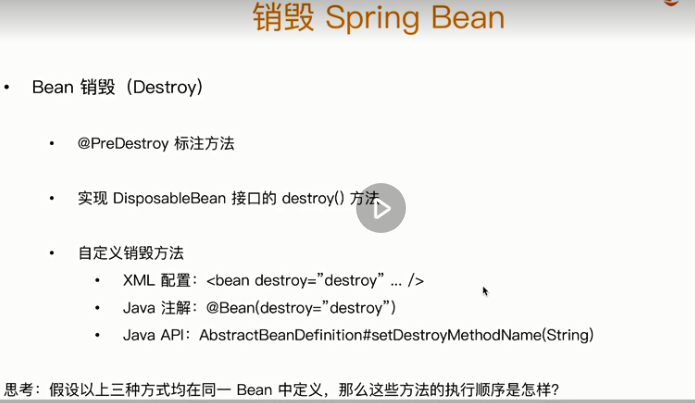 销毁 Spring Bean
• Bean 销毁（Destroy）
• @PreDestroy 标注方法
• 实现 DisposableBean 接口的 destroy() 方法
• 自定义销毁方法
• XML 配置：<bean destroy=”destroy” ... />
• Java 注解：@Bean(destroy=”destroy”)
• Java API：AbstractBeanDefinition#setDestroyMethodName(String)
思考：假设以上三种方式均在同一 Bean 中定义，那么这些方法的执行顺序是怎样？